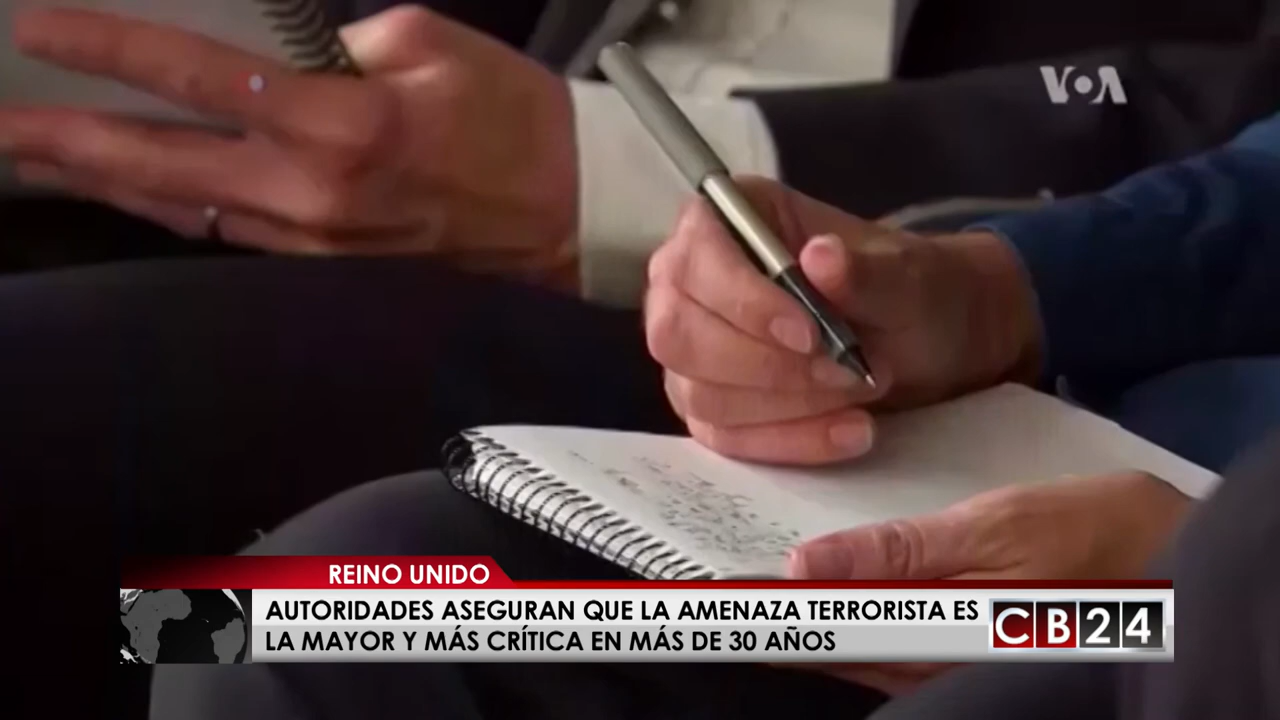 VOA
REINO UNIDO
AUTORIDADES ASEGURAN QUE LA AMENAZA TERRORISTA ES
LA MAYOR Y MÁS CRÍTICA EN MÁS DE 30 AÑOS
CB24